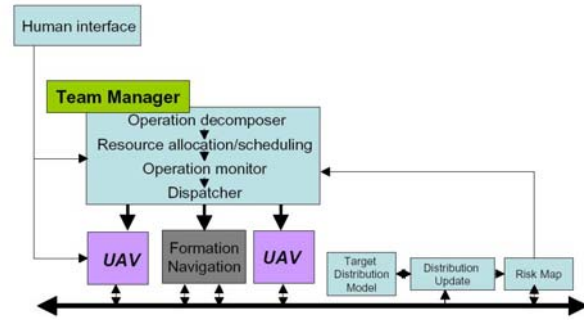 Human interface
Team Manager
Operation decomposer
Resource allocation/scheduling
Operation monitor
Dispatcher
UAV
Formation
Navigation
UAV
Target
Distribution
Model
Distribution
Update
Risk Map